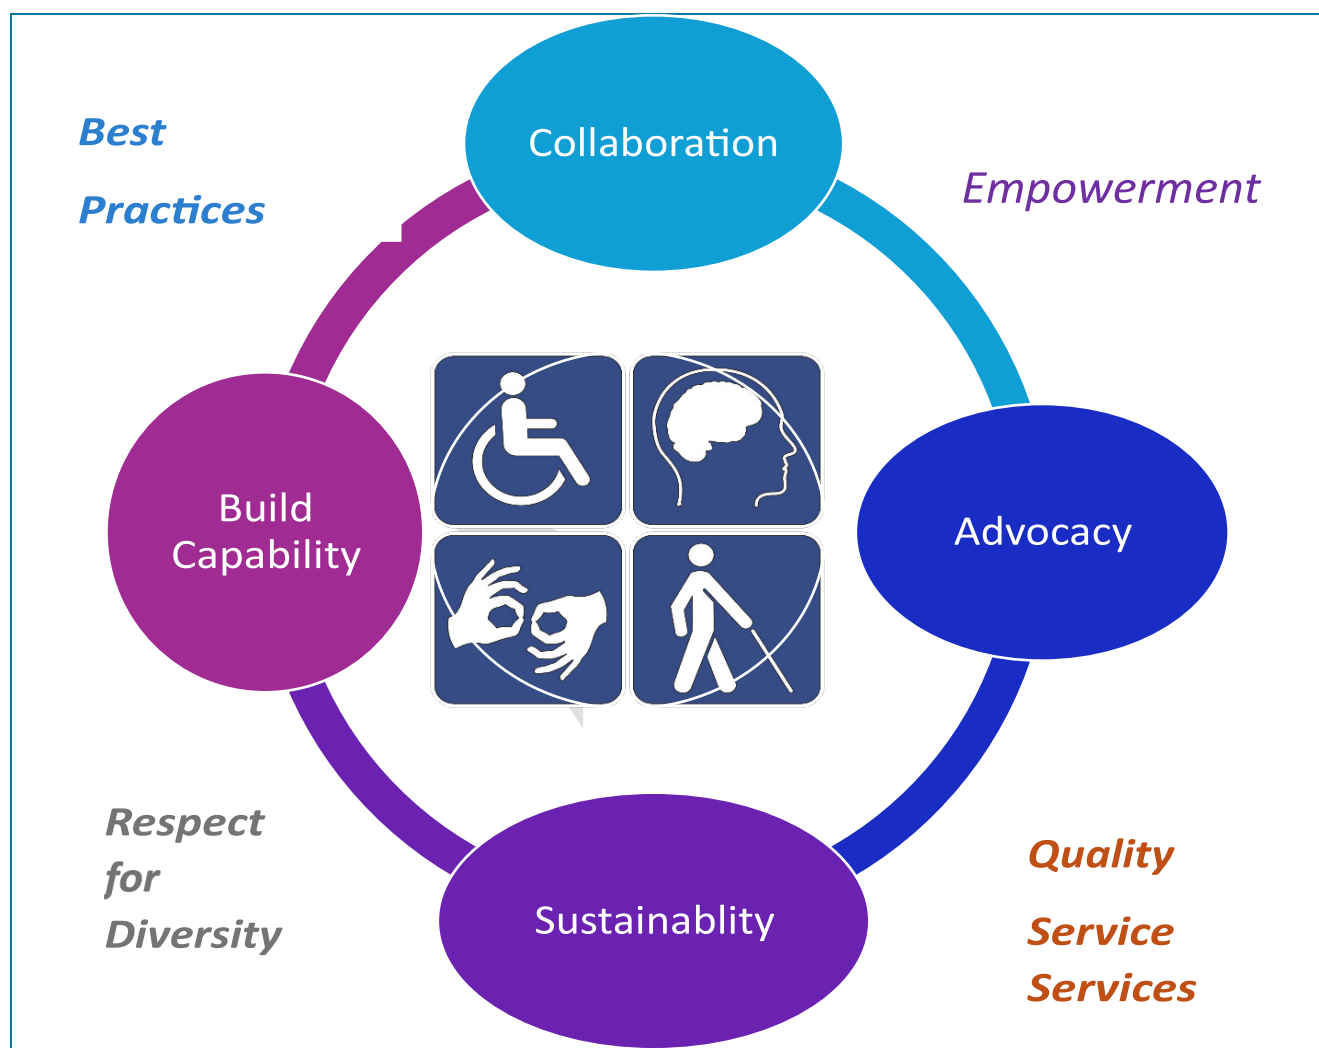 Collaboration
Best
Practices
Empowerment
Build
Capability
Advocacy
Respect
for
Diversity
Sustainablity
Quality
Service
Services